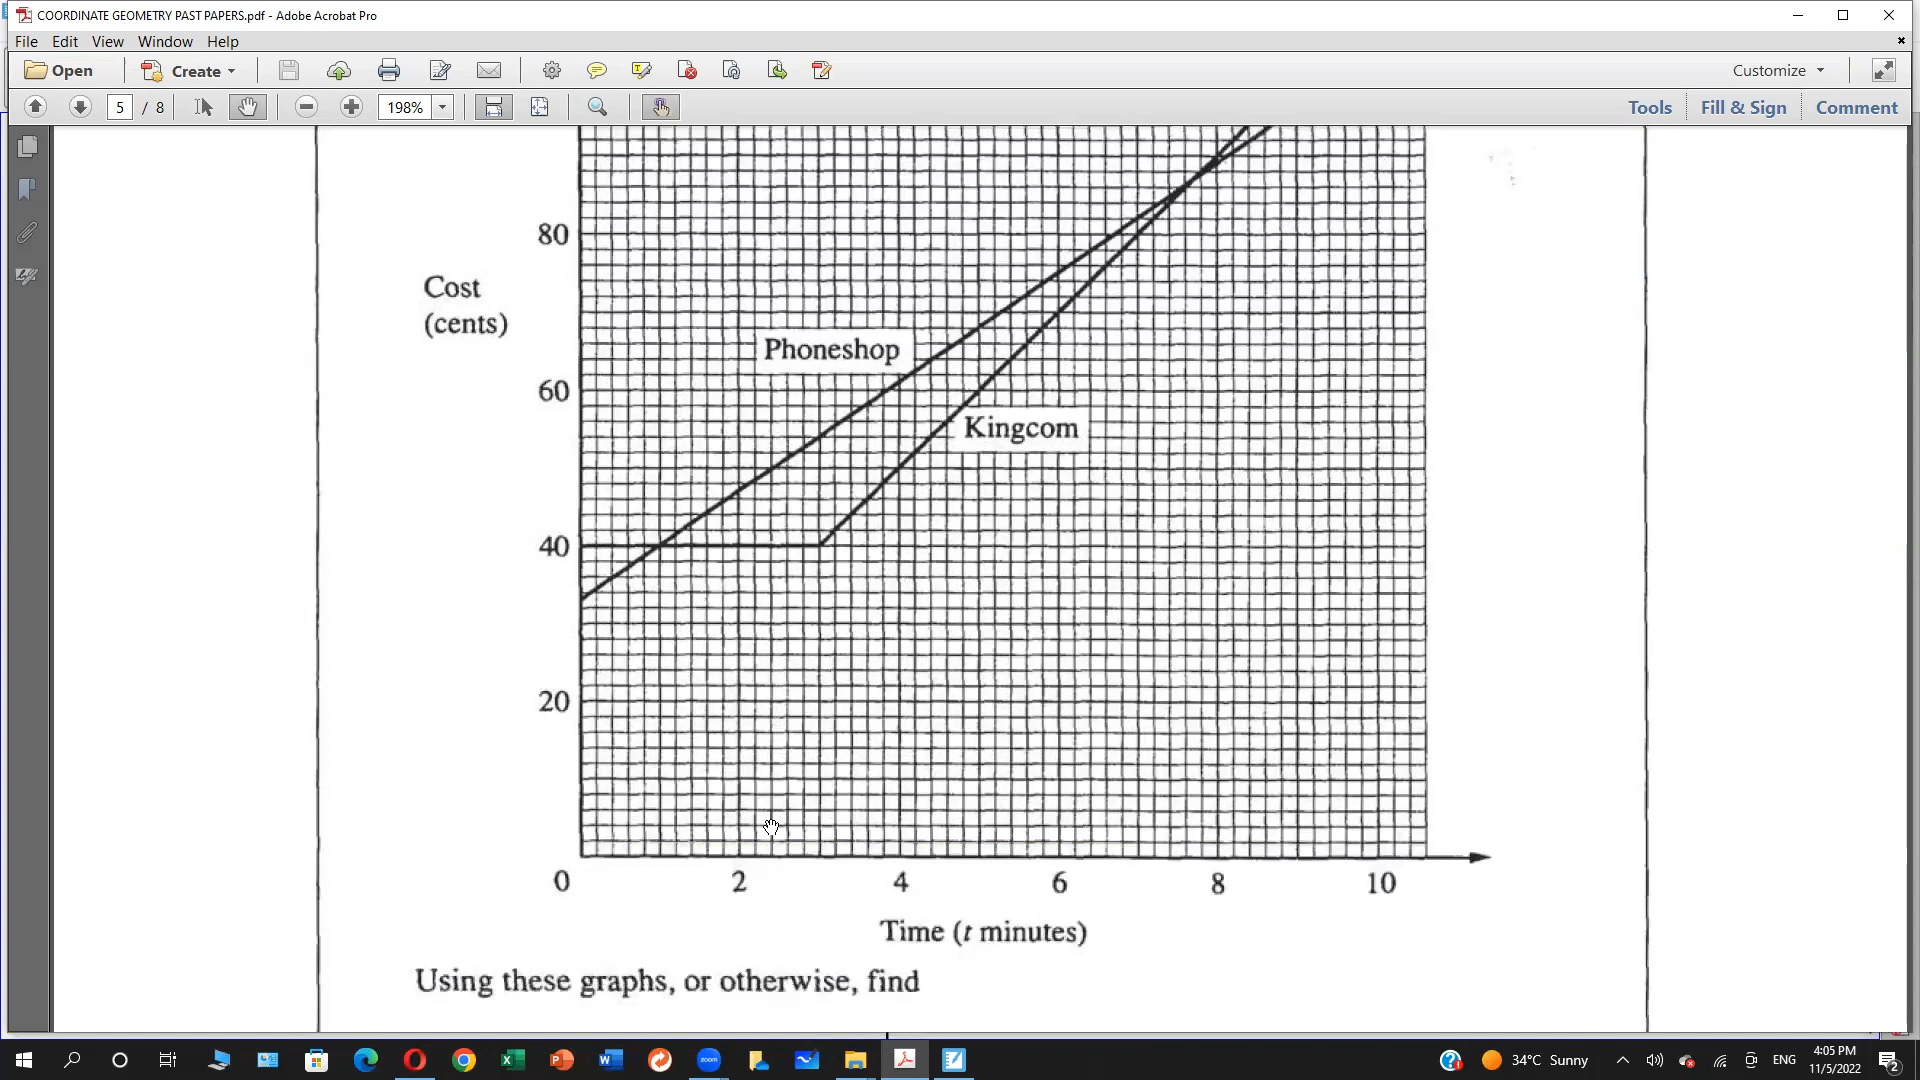 COORDINATE GEOMETRY PAST PAPERS.pdf - Adobe Acrobat Pro
File Edit View Window Help
Open Create Customize
5 / 8 198% Tools Fill & Sign Comment
80
Cost
(cents)
Phoneshop
60
Kingcom
40
20
0 2 4 6 8 10
Time (t minutes)
Using these graphs, or otherwise, find
zoom
34°C Sunny
ENG
4:05 PM
11/5/2022
2